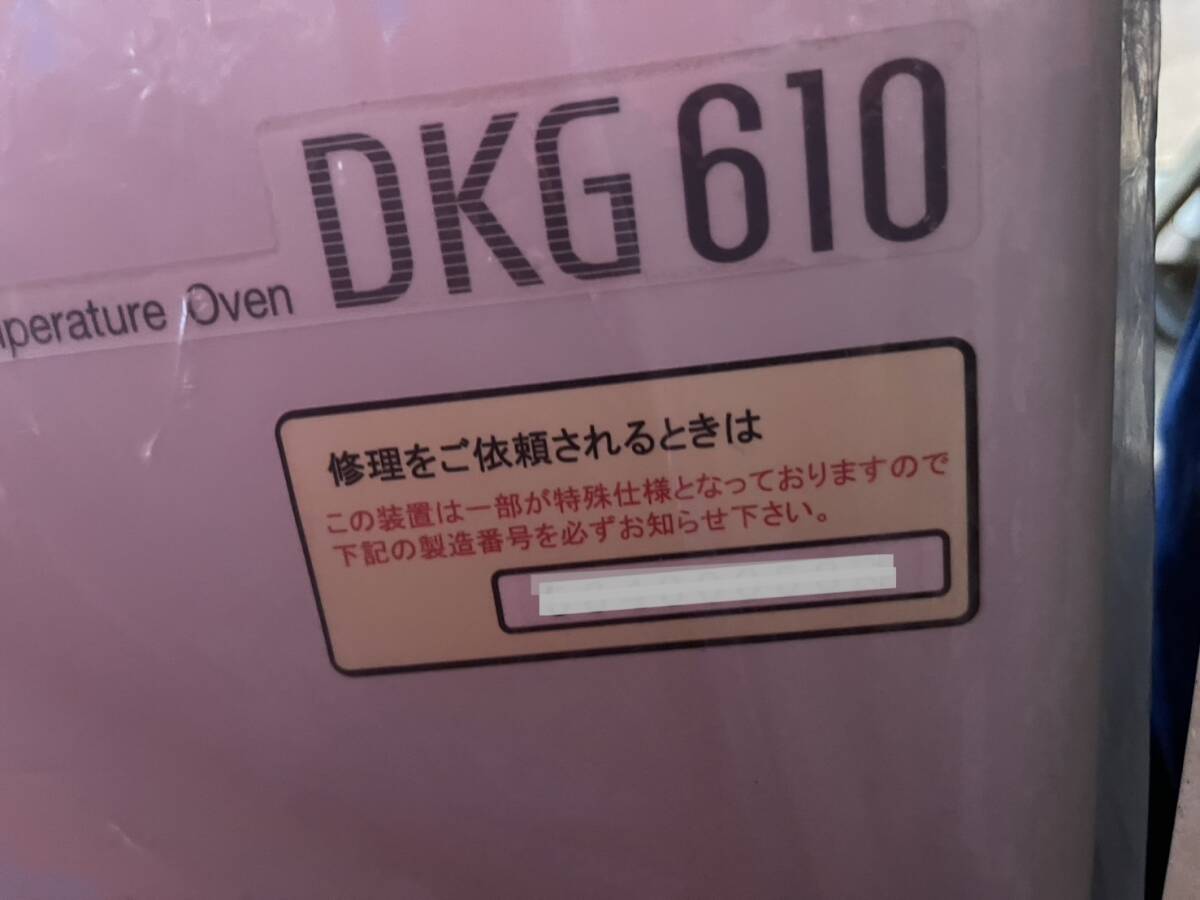 DKG 610
perature Oven
修理をご依頼されるときは
この装置は一部が特殊仕様となっておりますので
下記の製造番号を必ずお知らせ下さい。